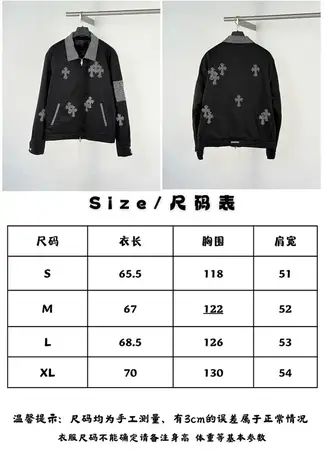 Size/尺码表
尺码 衣长 胸围 肩宽
S 65.5 118 51
M 67 122 52
L 68.5 126 53
XL 70 130 54
温馨提示：尺码均为手工测量、有3cm的误差属于正常情况
衣服尺码不能确定请备注身高 体重等基本参数